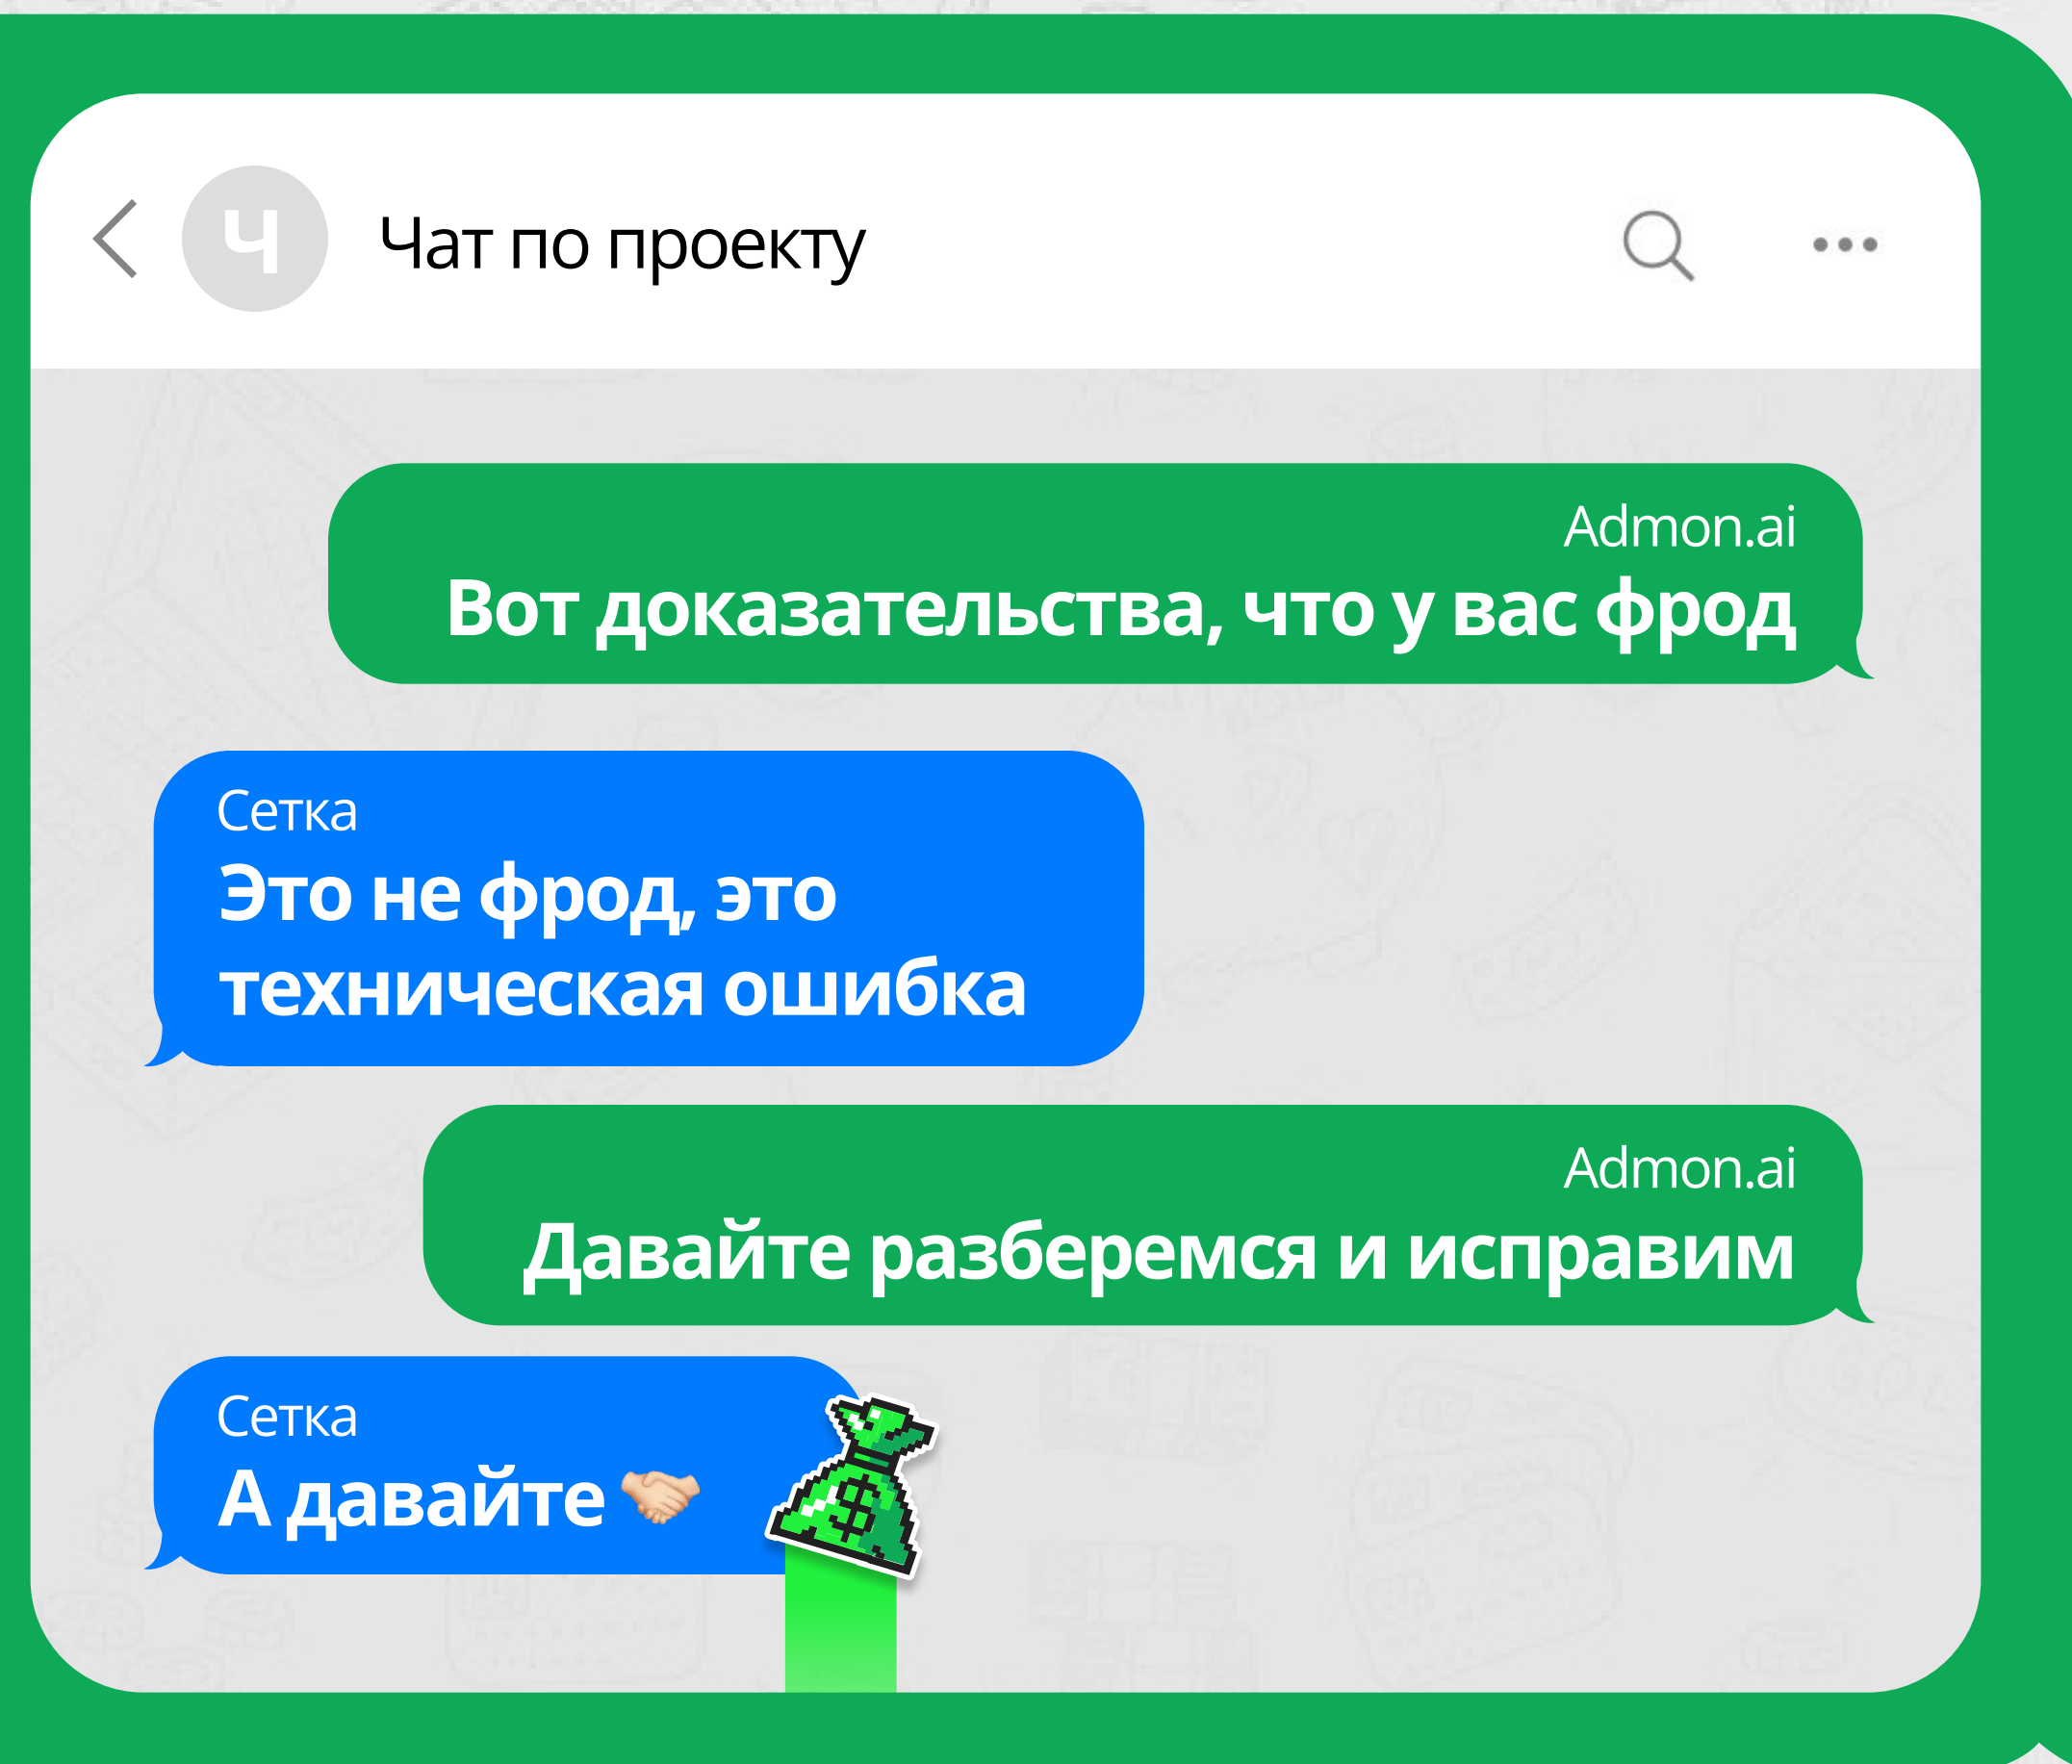 Ч
Чат по проекту
Admon.ai
Вот доказательства, что у вас фрод
Сетка
Это не фрод, это
техническая ошибка
Admon.ai
Давайте разберемся и исправим
Сетка
А давайте 🤝🏻